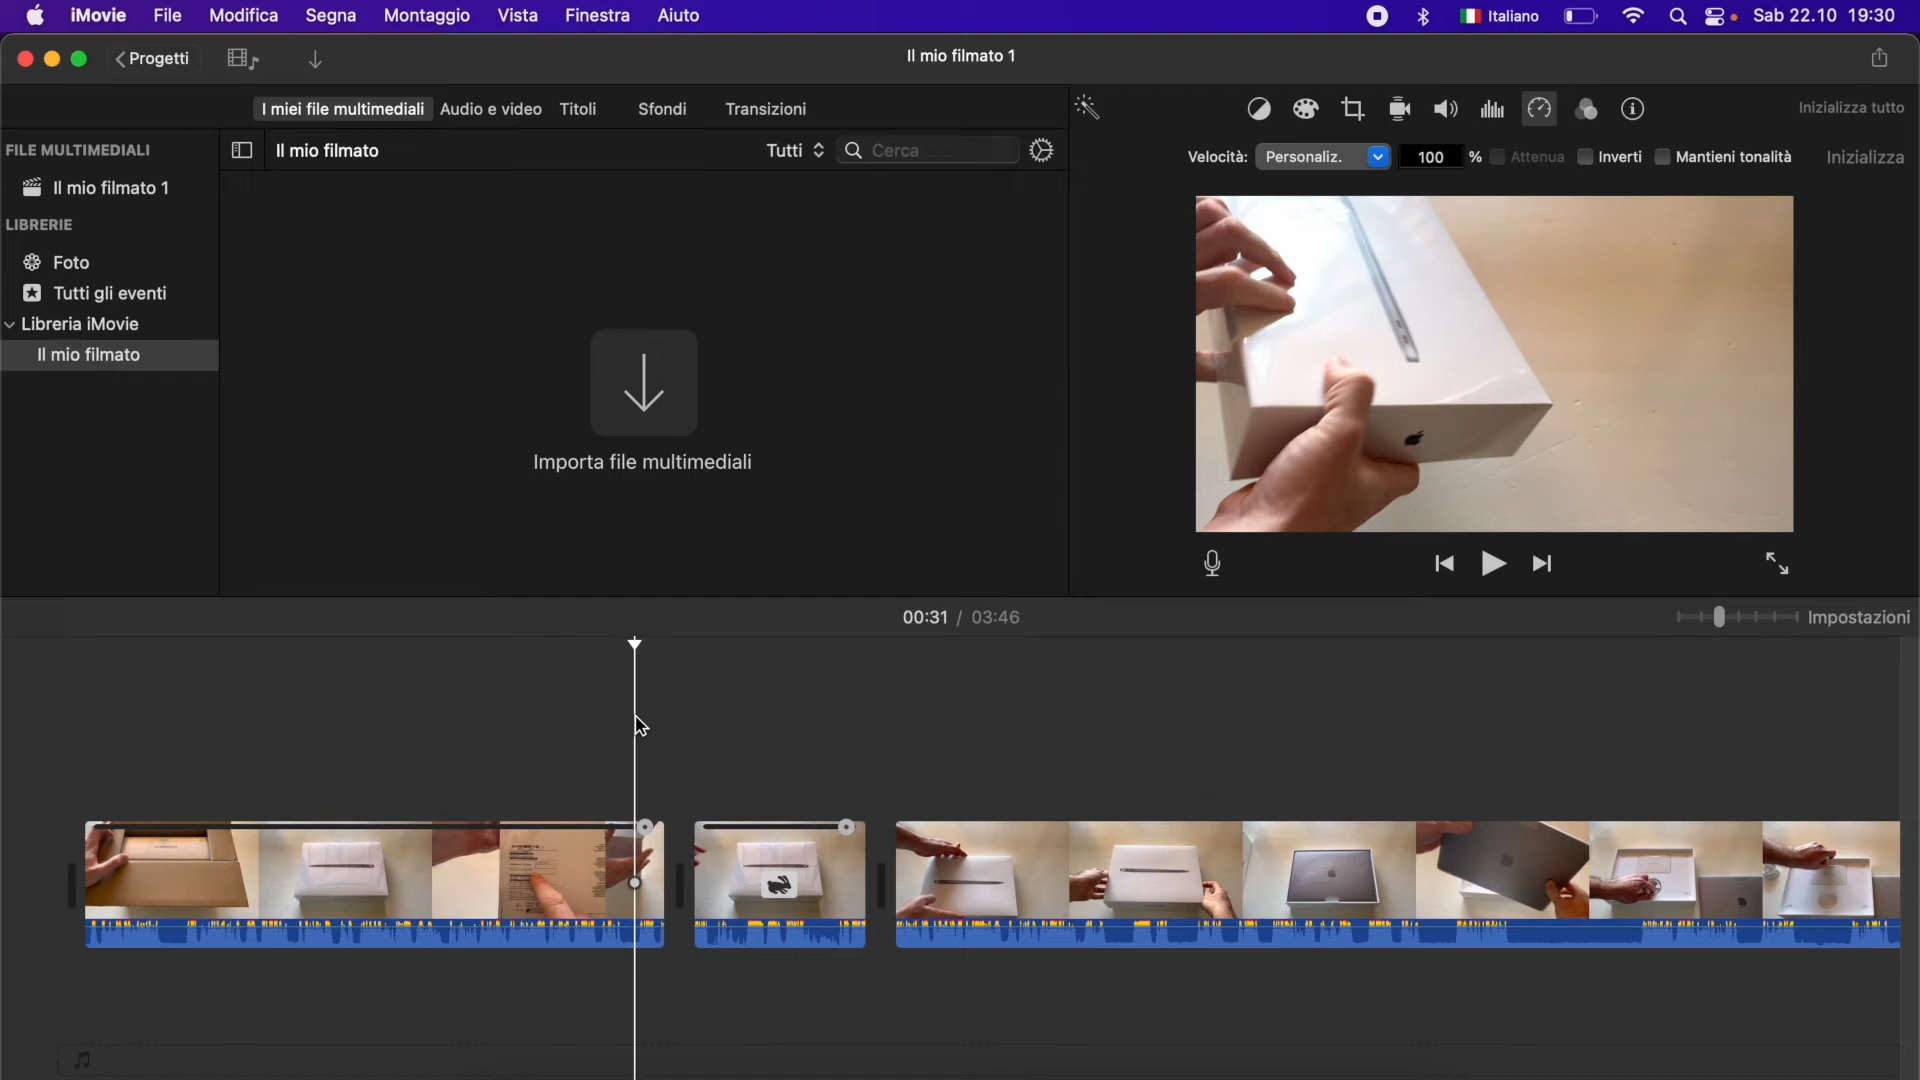 iMovie File Modifica Segna Montaggio Vista Finestra Aiuto Italiano Sab 22.10 19:30
Progetti Il mio filmato 1
I miei file multimediali Audio e video Titoli Sfondi Transizioni Inizializza tutto
FILE MULTIMEDIALI Il mio filmato Tutti Cerca Velocità: Personaliz. 100 % Attenua Inverti Mantieni tonalità Inizializza
Il mio filmato 1
LIBRERIE
Foto
Tutti gli eventi
Libreria iMovie
Il mio filmato
Importa file multimediali
00:31 / 03:46 Impostazioni